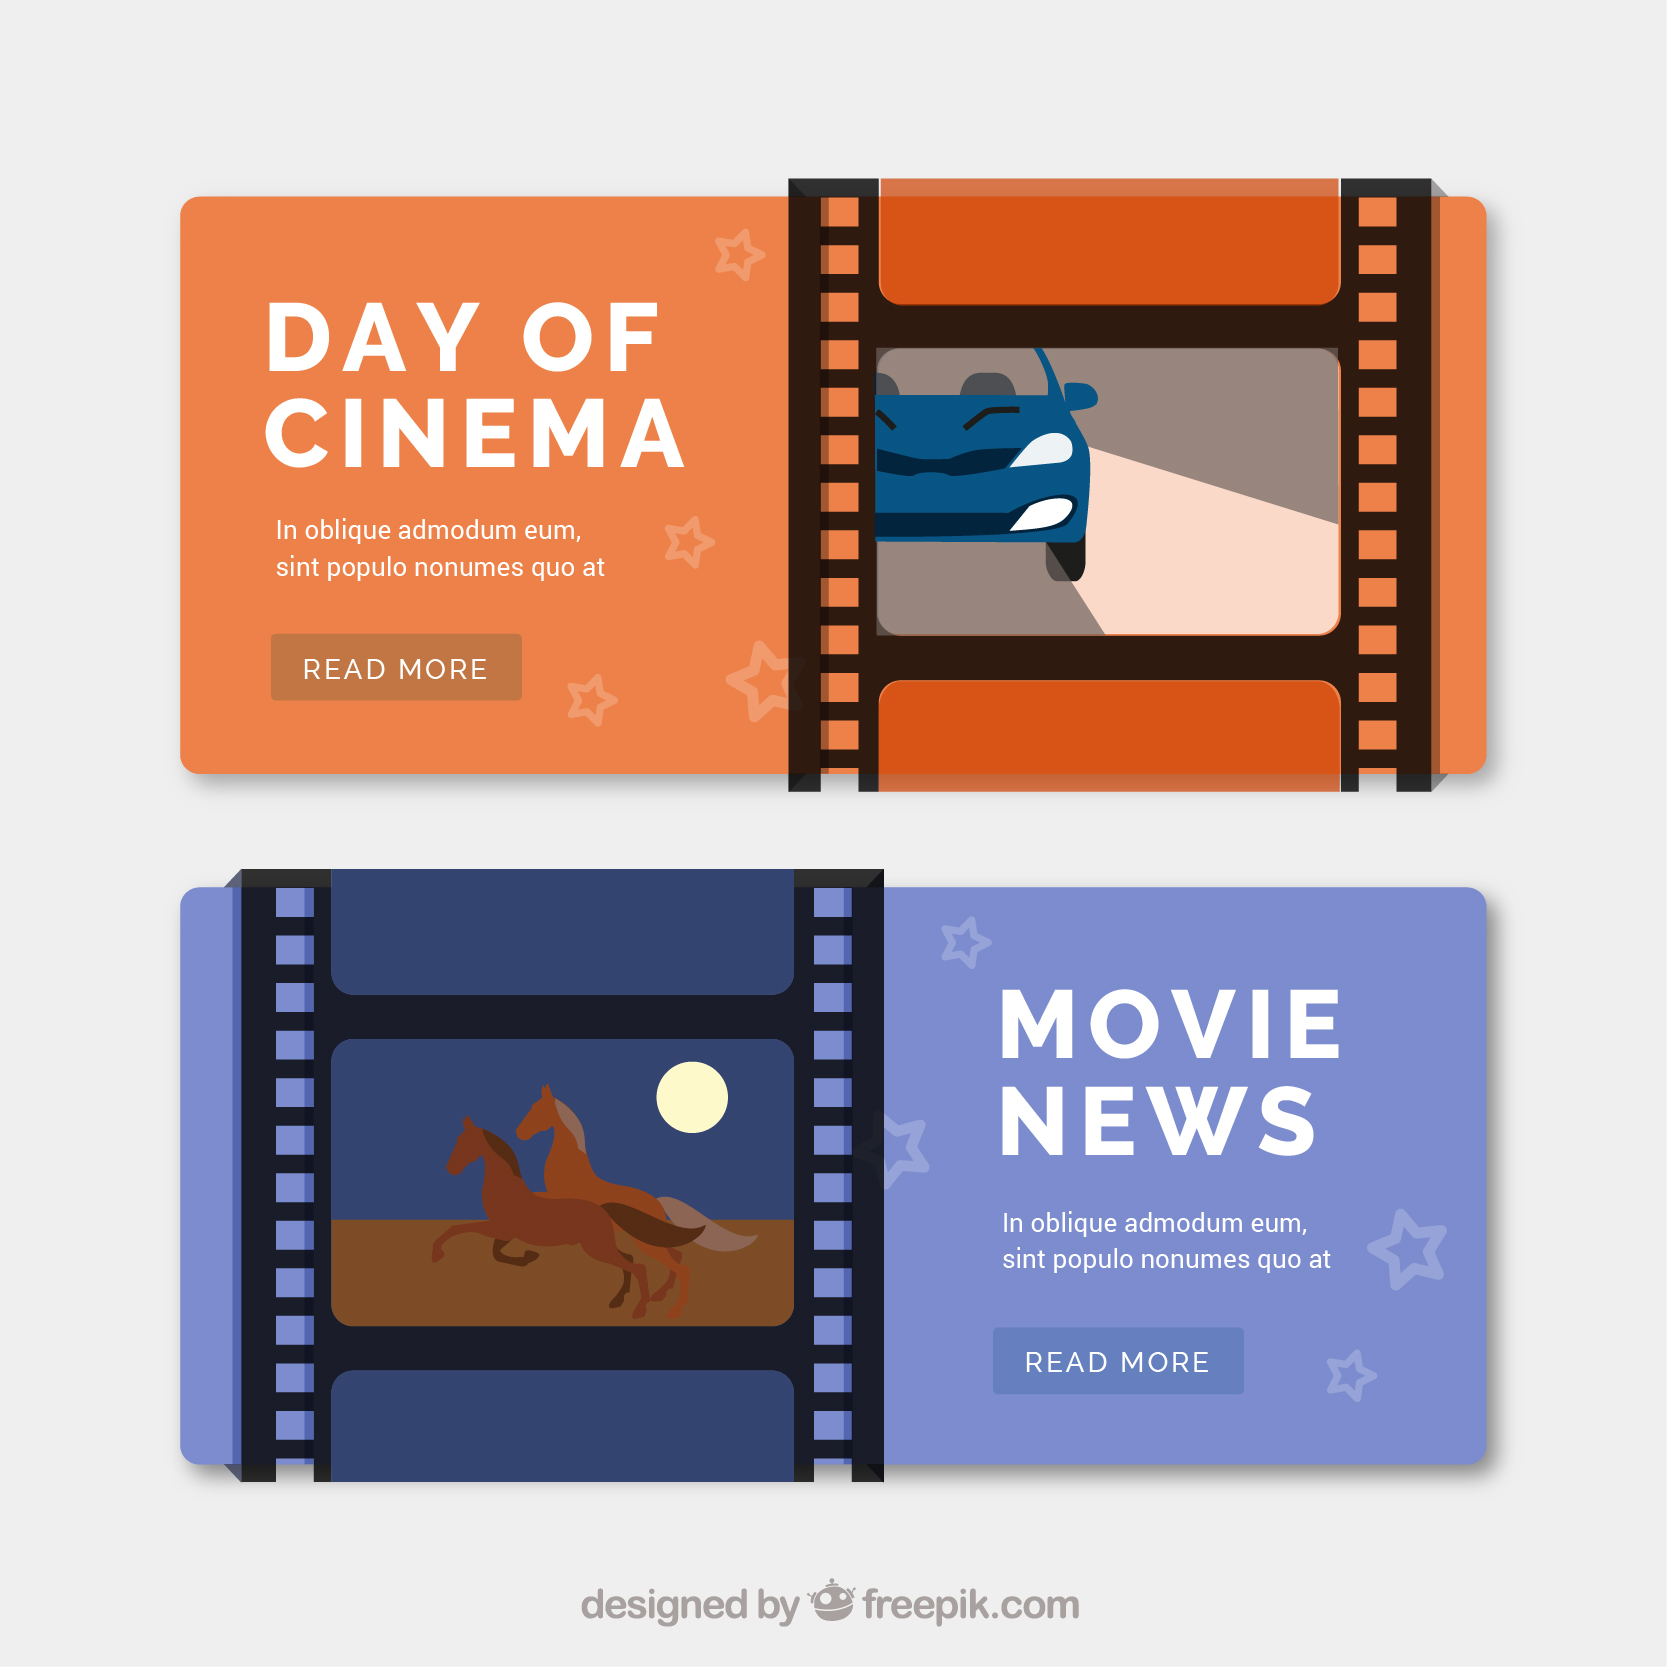 DAY OF
CINEMA
In oblique admodum eum,
sint populo nonumes quo at
READ MORE
MOVIE
NEWS
In oblique admodum eum,
sint populo nonumes quo at
READ MORE
designed by freepik.com